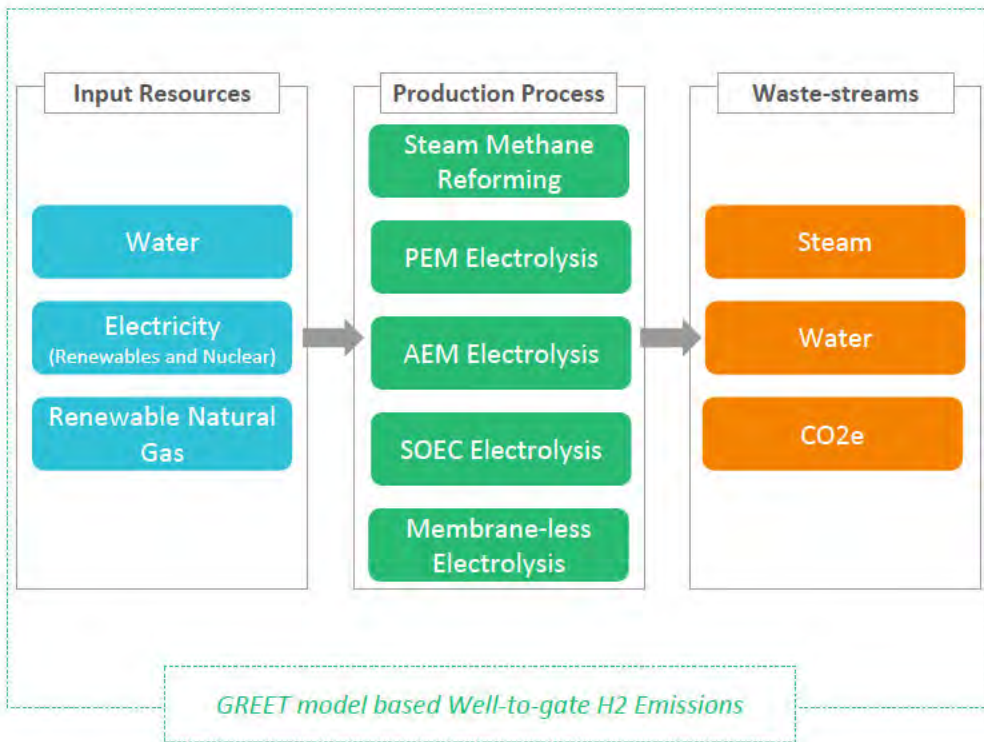 Input Resources
Water
Electricity
(Renewables and Nuclear)
Renewable Natural
Gas
Production Process
Steam Methane
Reforming
PEM Electrolysis
AEM Electrolysis
SOEC Electrolysis
Membrane-less
Electrolysis
Waste-streams
Steam
Water
CO2e
GREET model based Well-to-gate H2 Emissions